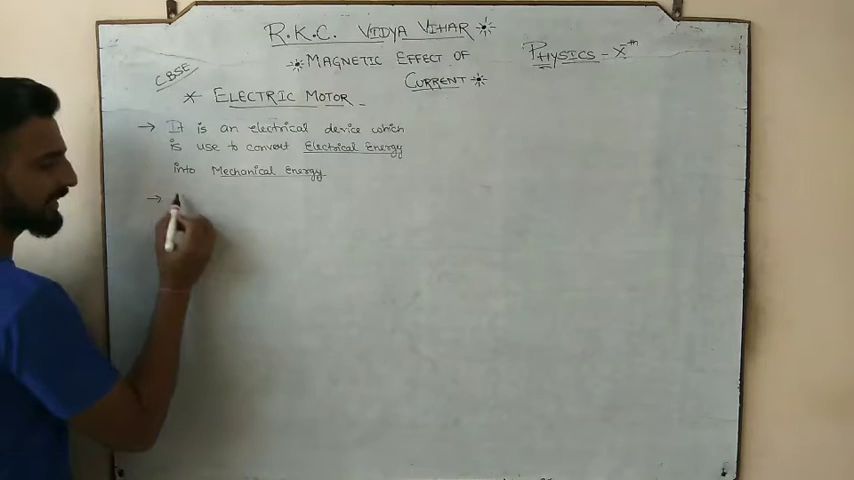 R.K.C. VIDYA VIHAR
MAGNETIC EFFECT OF
CURRENT
PHYSICS - X th
CBSE
* ELECTRIC MOTOR -
→ It is an electrical device which
is use to convert Electrical Energy
into Mechanical Energy
→